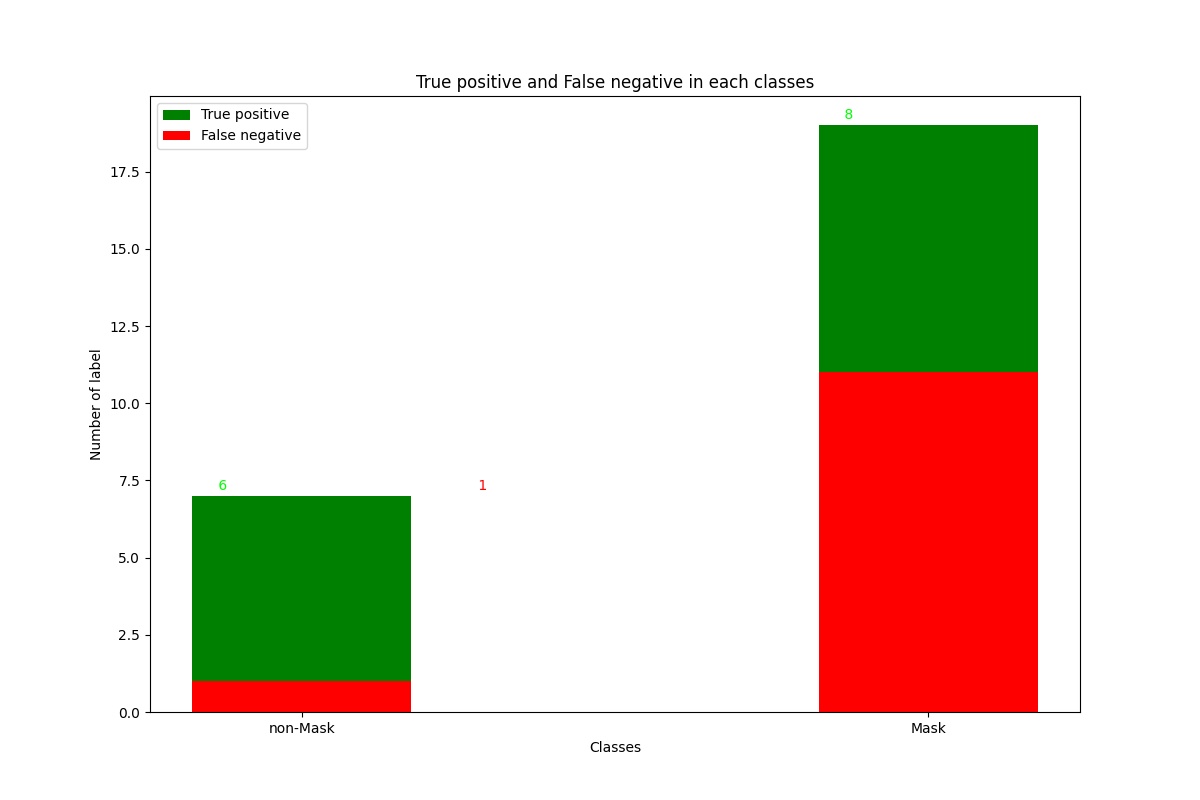 True positive and False negative in each classes
True positive
False negative
8
6
1
17.5
15.0
12.5
10.0
7.5
5.0
2.5
0.0
Number of label
non-Mask
Mask
Classes